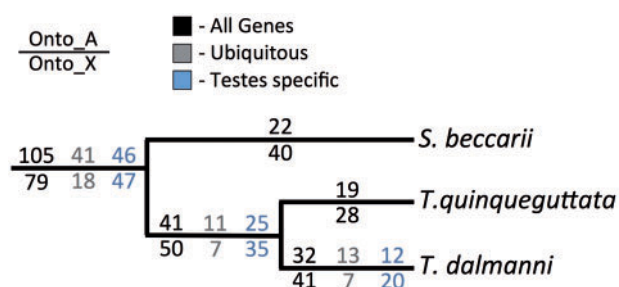 Onto_A
Onto_X
- All Genes
- Ubiquitous
- Testes specific
22
40
S. beccarii
105 41 46
79 18 47
19
28
T.quinqueguttata
41 11 25
50 7 35
32 13 12
41 7 20
T. dalmanni